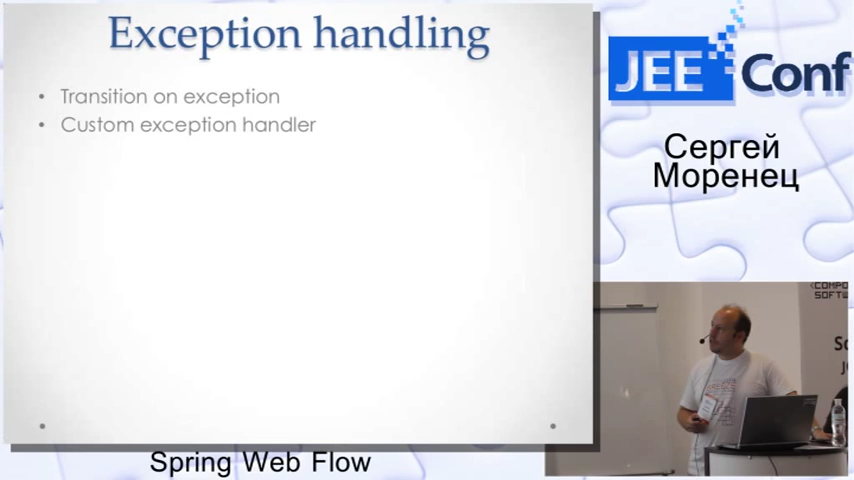 Exception handling
• Transition on exception
• Custom exception handler
JEE Conf
Сергей
Моренец
Spring Web Flow